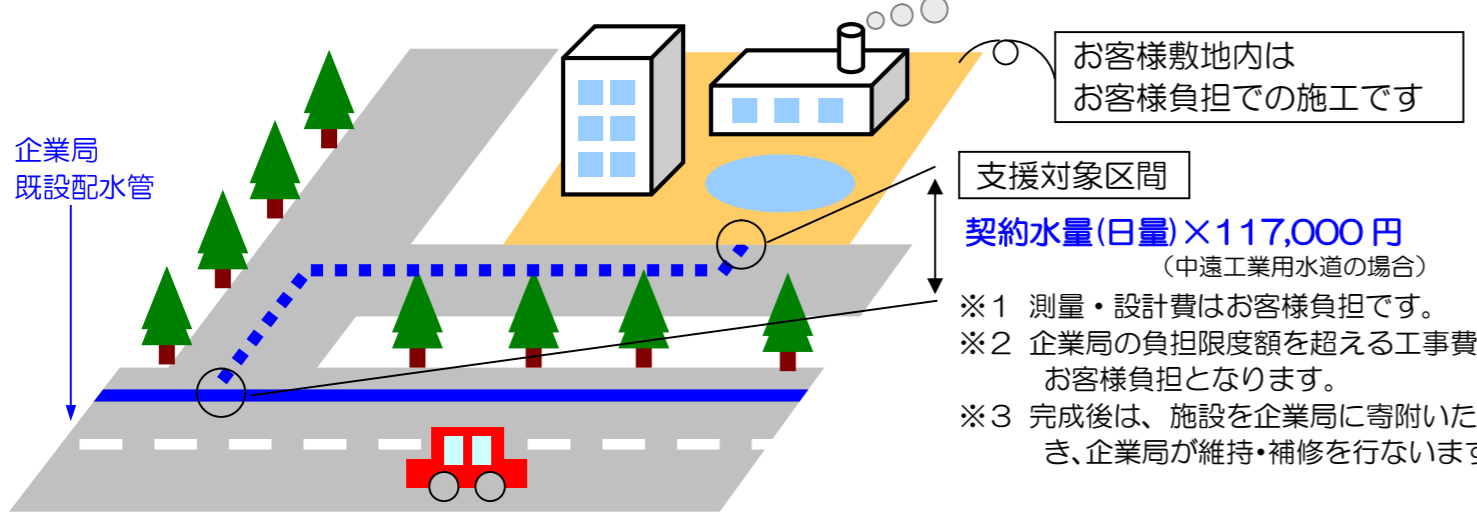 お客様敷地内は
お客様負担での施工です
企業局
既設配水管
支援対象区間
契約水量(日量)×117,000円
（中遠工業用水道の場合）
※1 測量・設計費はお客様負担です。
※2 企業局の負担限度額を超える工事費
お客様負担となります。
※3 完成後は、施設を企業局に寄附いた
き、企業局が維持・補修を行ないます